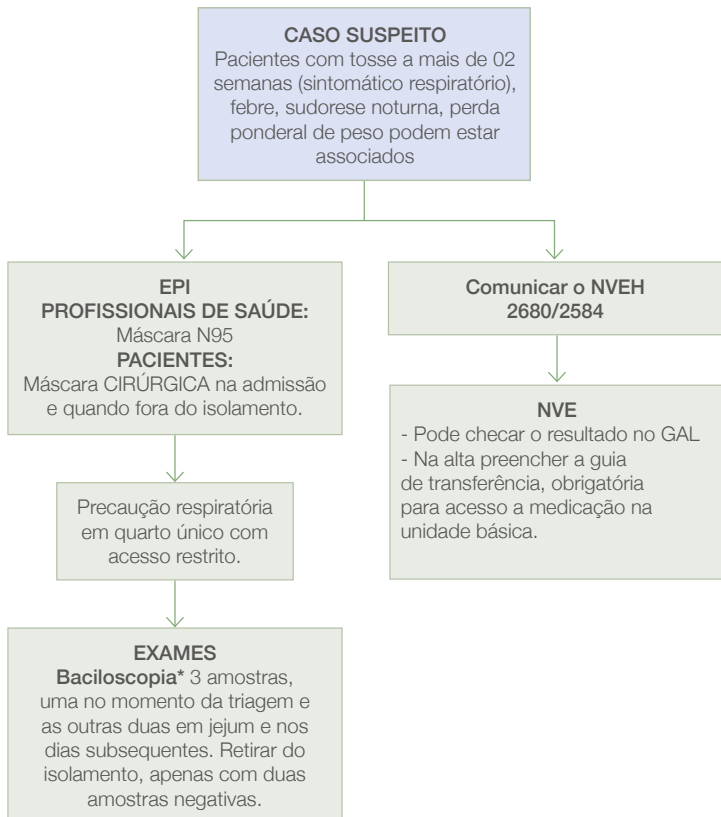 CASO SUSPEITO
Pacientes com tosse a mais de 02
semanas (sintomático respiratório),
febre, sudorese noturna, perda
ponderal de peso podem estar
associados
EPI
PROFISSIONAIS DE SAÚDE:
Máscara N95
PACIENTES:
Máscara CIRÚRGICA na admissão
e quando fora do isolamento.
Precaução respiratória
em quarto único com
acesso restrito.
EXAMES
Baciloscopia* 3 amostras,
uma no momento da triagem e
as outras duas em jejum e nos
dias subsequentes. Retirar do
isolamento, apenas com duas
amostras negativas.
Comunicar o NVEH
2680/2584
NVE
- Pode checar o resultado no GAL
- Na alta preencher a guia
de transferência, obrigatória
para acesso a medicação na
unidade básica.